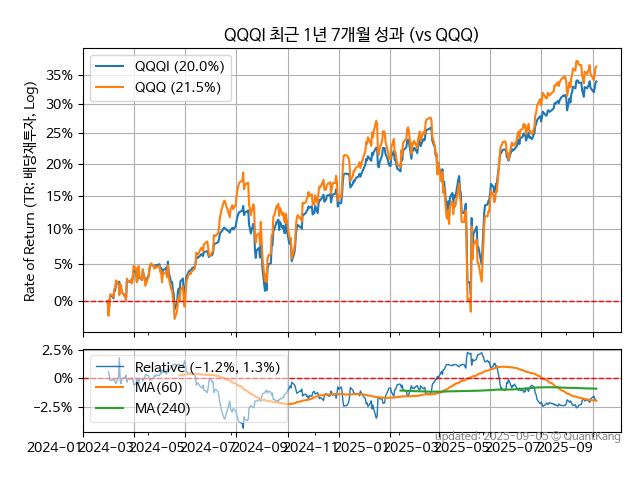 QQQI 최근 1년 7개월 성과 (vs QQQ)
Rate of Return (TR: 배당재투자, Log)
35%
30%
25%
20%
15%
10%
5%
0%
QQQI (20.0%)
QQQ (21.5%)
2.5%
0%
−2.5%
Relative (−1.2%, 1.3%)
MA(60)
MA(240)
updated: 2025-09-05 © QuantKang
2024-01
2024-03
2024-05
2024-07
2024-09
2024-11
2025-01
2025-03
2025-05
2025-07
2025-09